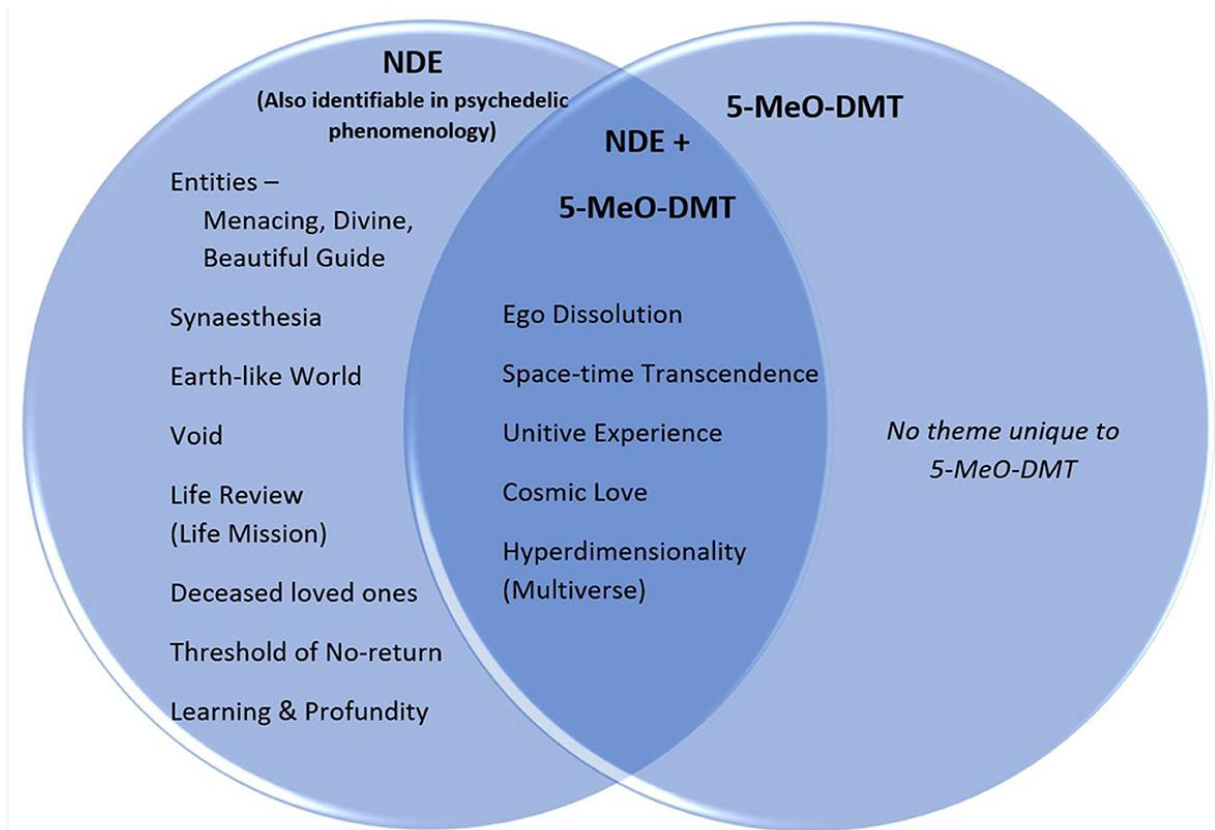 NDE
(Also identifiable in psychedelic
phenomenology)
Entities –
Menacing, Divine,
Beautiful Guide
Synaesthesia
Earth-like World
Void
Life Review
(Life Mission)
Deceased loved ones
Threshold of No-return
Learning & Profundity
NDE +
5-MeO-DMT
Ego Dissolution
Space-time Transcendence
Unitive Experience
Cosmic Love
Hyperdimensionality
(Multiverse)
5-MeO-DMT
No theme unique to
5-MeO-DMT